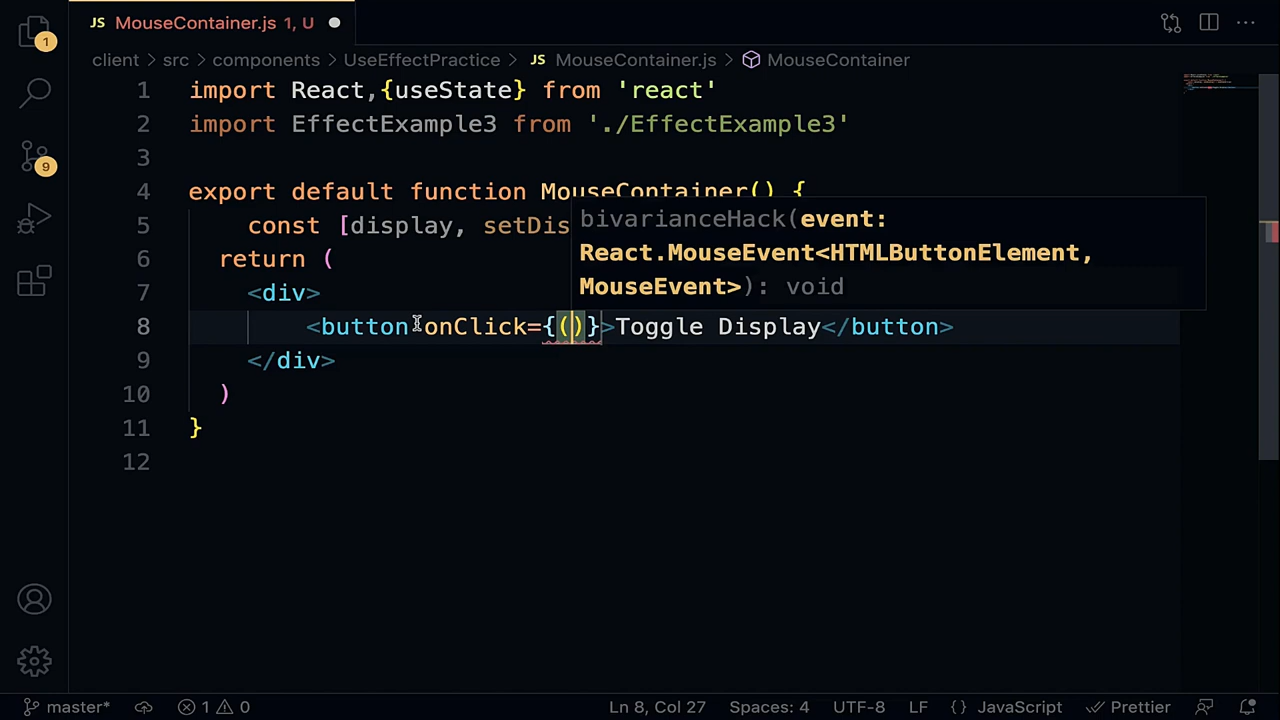 JS MouseContainer.js 1, U
client > src > components > UseEffectPractice > JS MouseContainer.js > MouseContainer
1 import React,{useState} from 'react'
2 import EffectExample3 from './EffectExample3'
3
4 export default function MouseContainer() {
5 const [display, setDis
bivarianceHack(event:
React.MouseEvent<HTMLButtonElement,
MouseEvent>): void
6 return (
7 <div>
8 <button onClick={()}>Toggle Display</button>
9 </div>
10 )
11 }
12
1
9
master* 1 0 Ln 8, Col 27 Spaces: 4 UTF-8 LF {} JavaScript Prettier